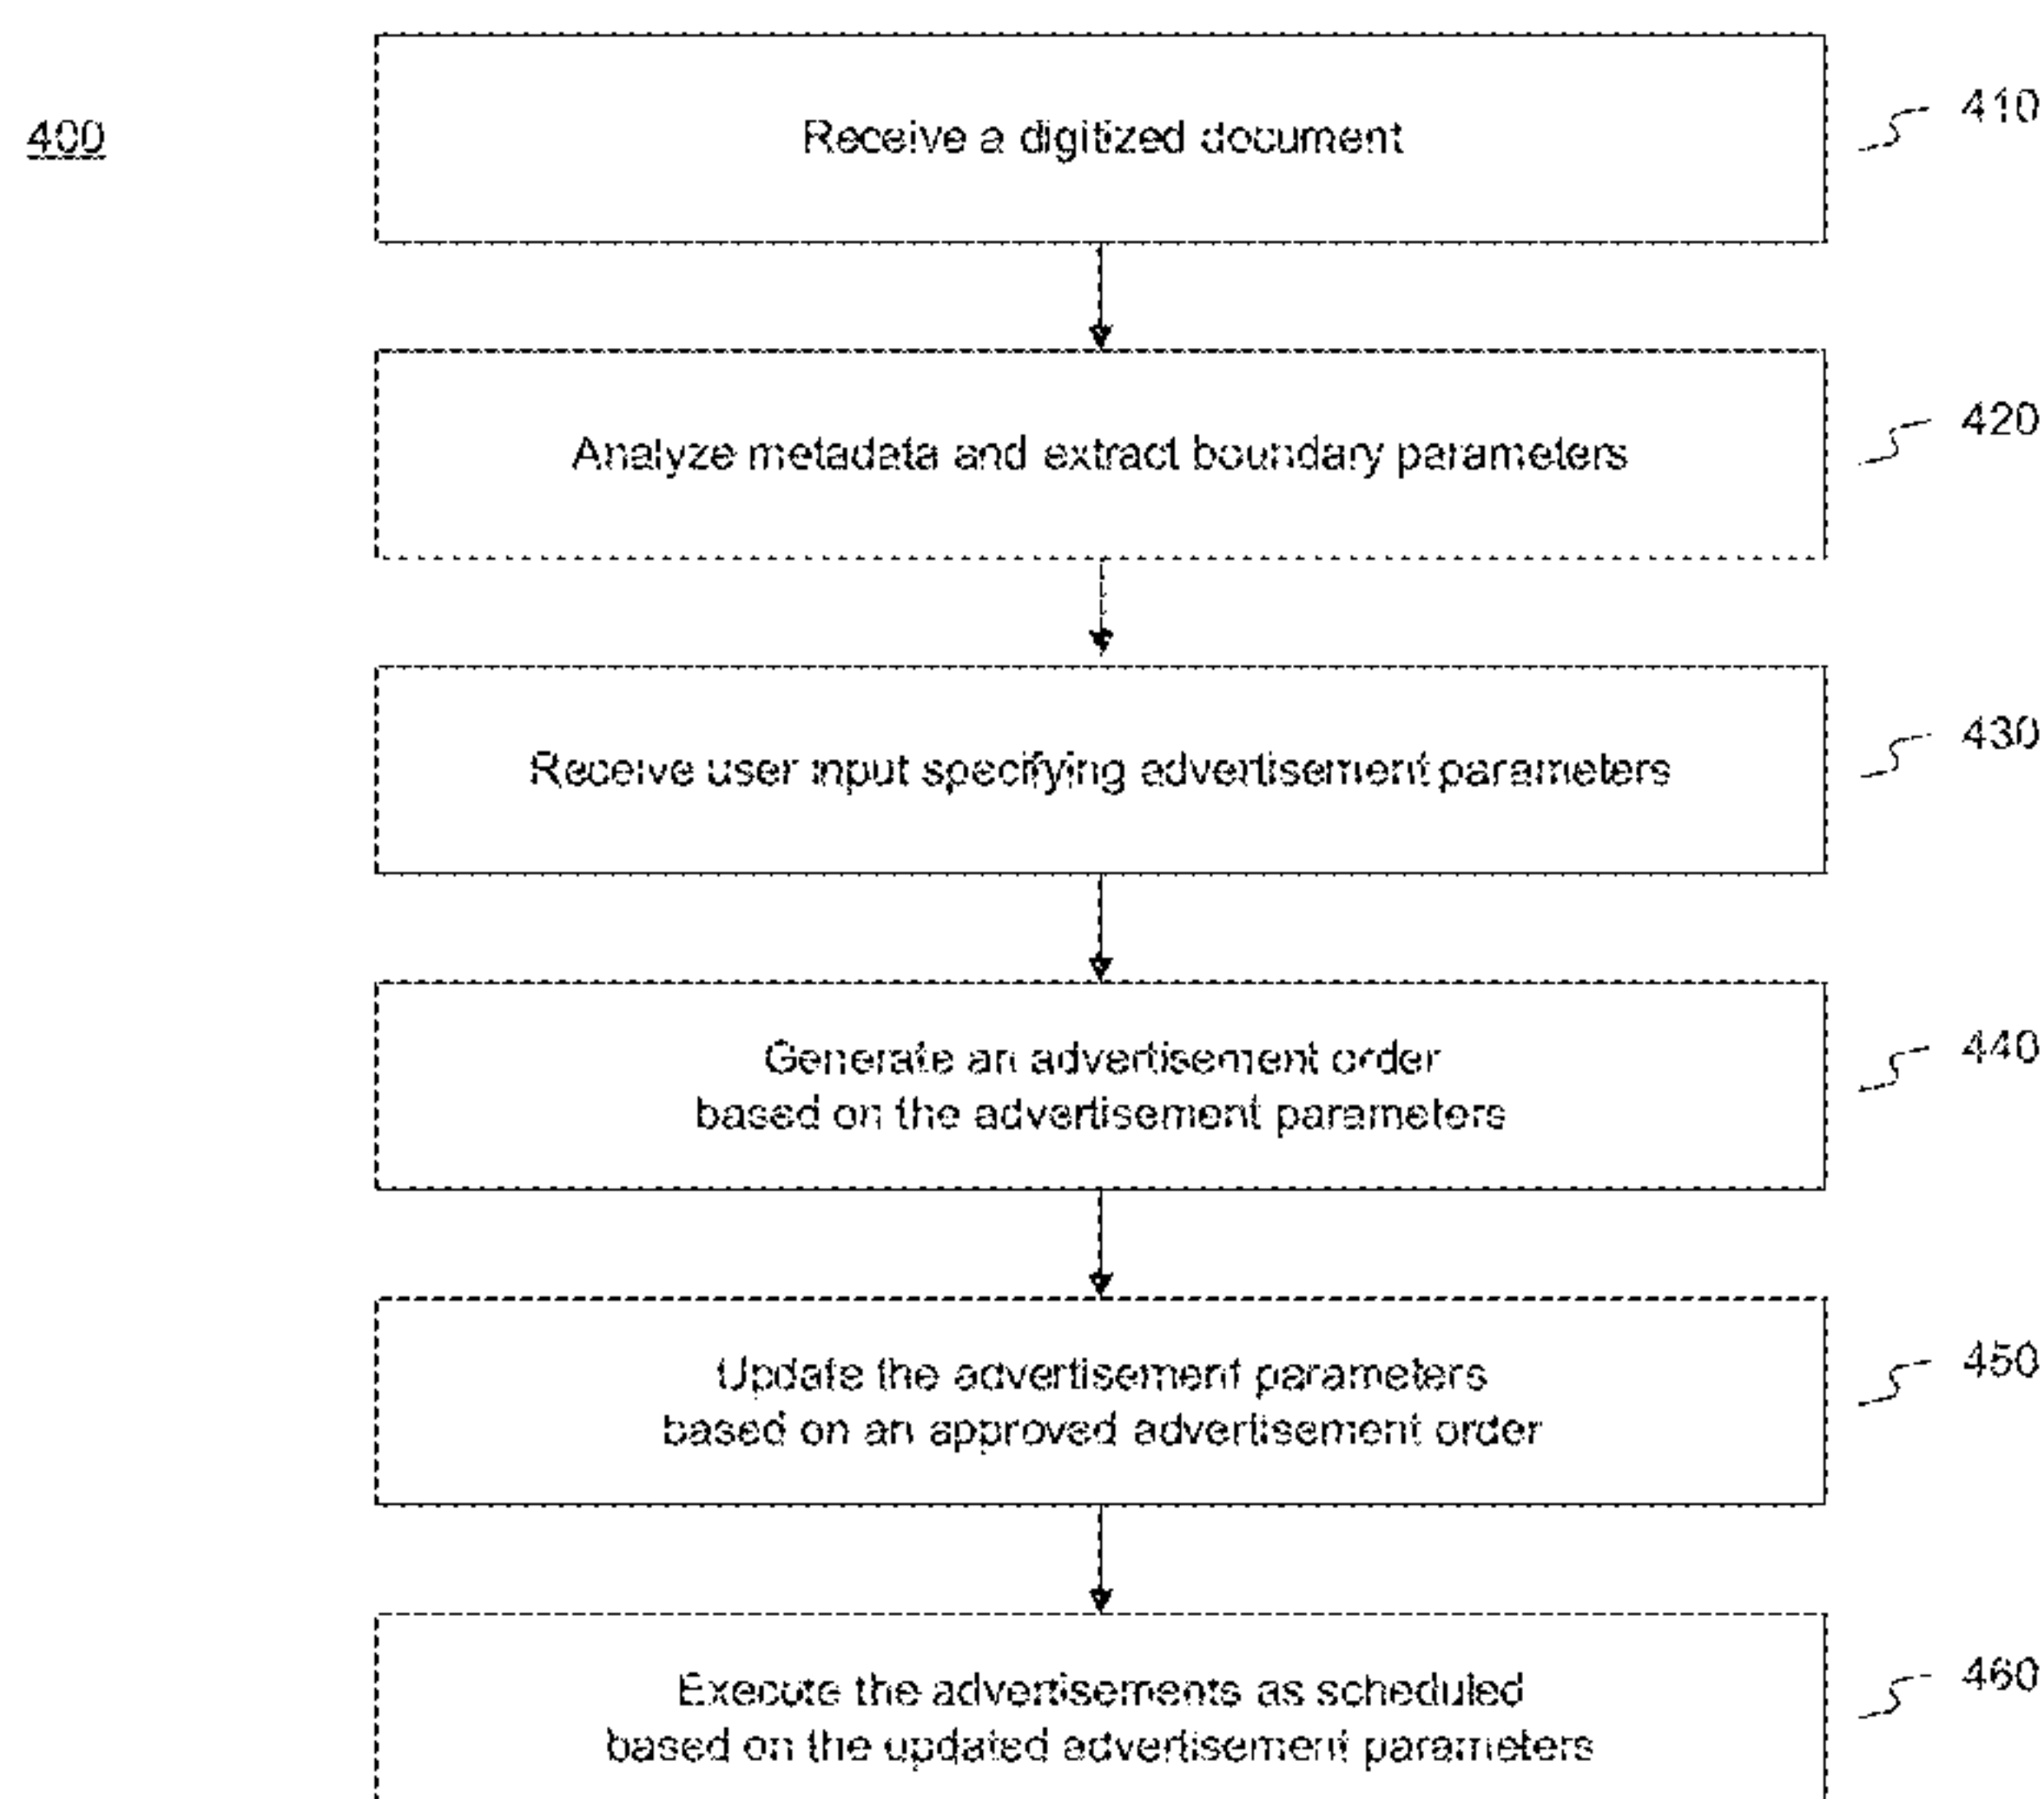 400
Receive a digitized document
410
Analyze metadata and extract boundary parameters
420
Receive user input specifying advertisement parameters
430
Generate an advertisement order
based on the advertisement parameters
440
Update the advertisement parameters
based on an approved advertisement order
450
Execute the advertisements as scheduled
based on the updated advertisement parameters
460